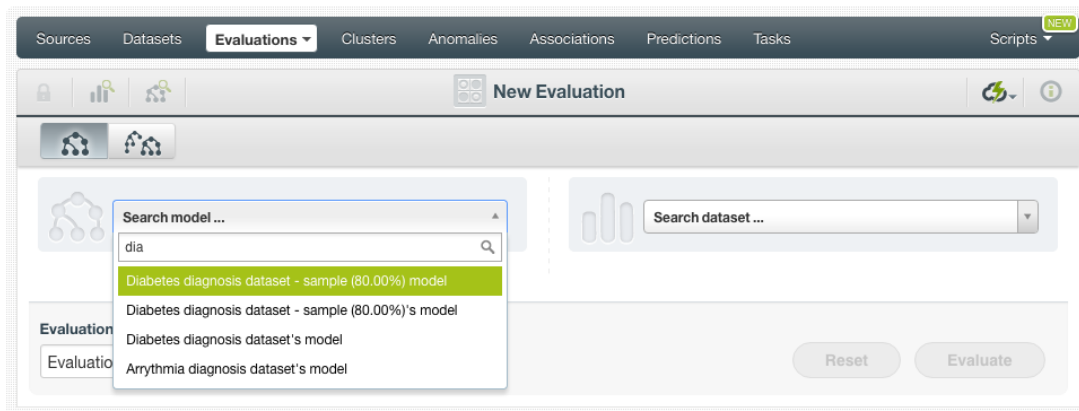 Sources Datasets Evaluations Clusters Anomalies Associations Predictions Tasks Scripts NEW
New Evaluation
Search model ... Search dataset ...
dia
Diabetes diagnosis dataset - sample (80.00%) model
Diabetes diagnosis dataset - sample (80.00%)'s model
Evaluation
Diabetes diagnosis dataset's model
Evaluatio Reset Evaluate
Arrythmia diagnosis dataset's model